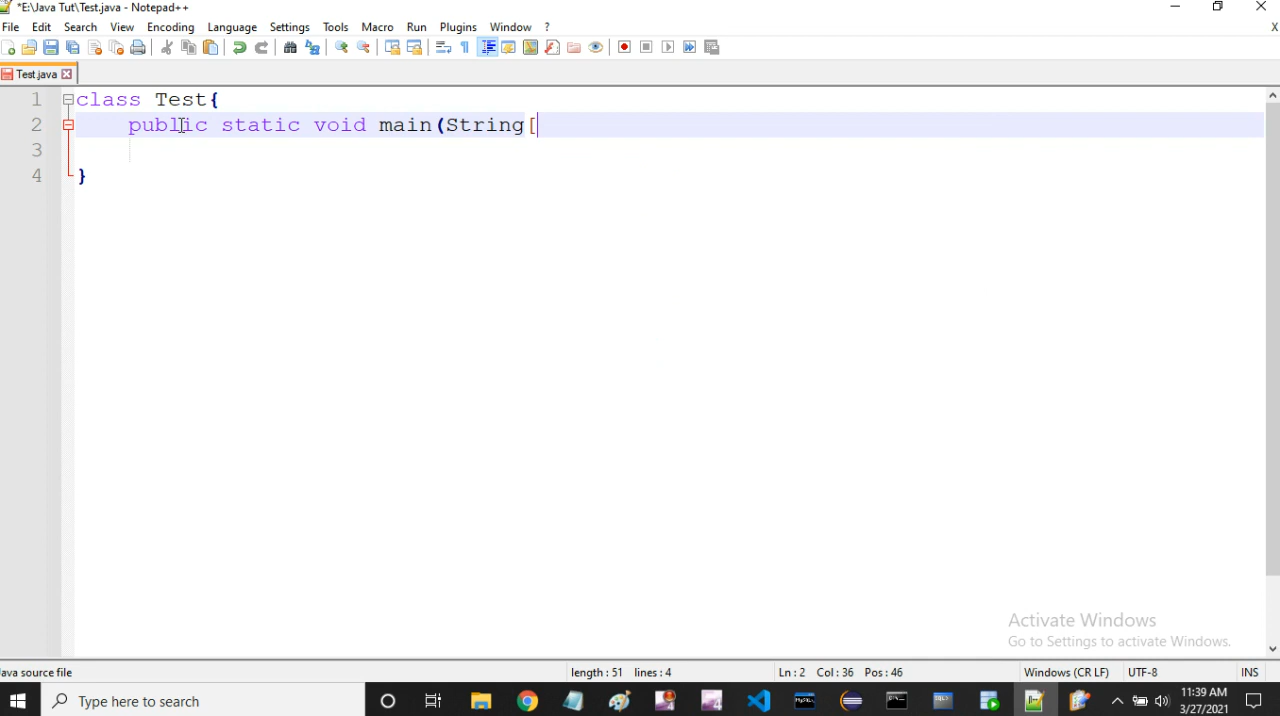 *E:\Java Tut\Test.java - Notepad++
File Edit Search View Encoding Language Settings Tools Macro Run Plugins Window ? X
Test.java
1 class Test{
2 public static void main(String[
3
4 }
Activate Windows
Go to Settings to activate Windows.
Java source file length : 51 lines : 4 Ln : 2 Col : 36 Pos : 46 Windows (CR LF) UTF-8 INS
Type here to search
11:39 AM
3/27/2021